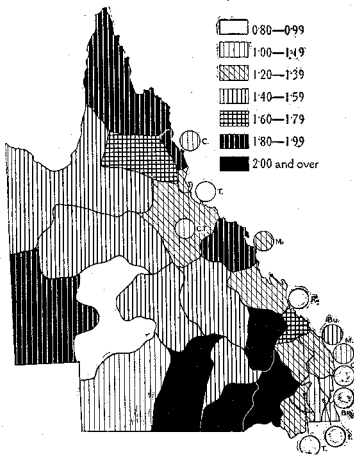 0·80—0·99
1·00—1·19
1·20—1·39
1·40—1·59
1·60—1·79
1·80—1·99
2·00 and over
C.
T.
C.T.
M.
R.
Bu.
M.
T.